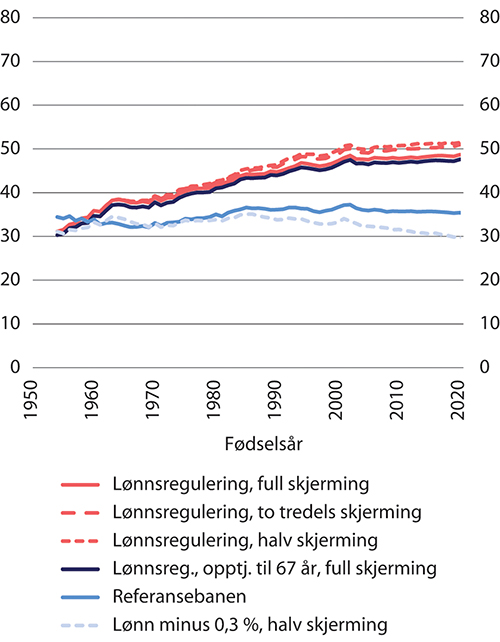 80 80
70 70
60 60
50 50
40 40
30 30
20 20
10 10
0 0
1950 1960 1970 1980 1990 2000 2010 2020
Fødselsår
Lønnsregulering, full skjerming
Lønnsregulering, to tredels skjerming
Lønnsregulering, halv skjerming
Lønnsreg., opptj. til 67 år, full skjerming
Referansebanen
Lønn minus 0,3 %, halv skjerming